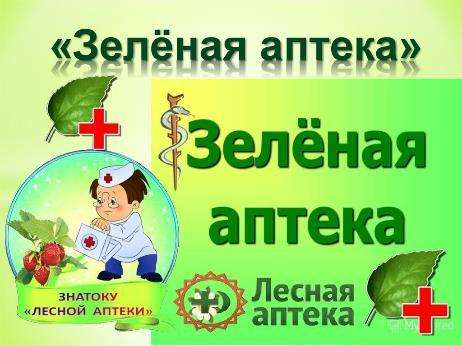 «Зелёная аптека»
Зелёная
аптека
ЗНАТОКУ
«ЛЕСНОЙ АПТЕКИ»
Лесная
аптека